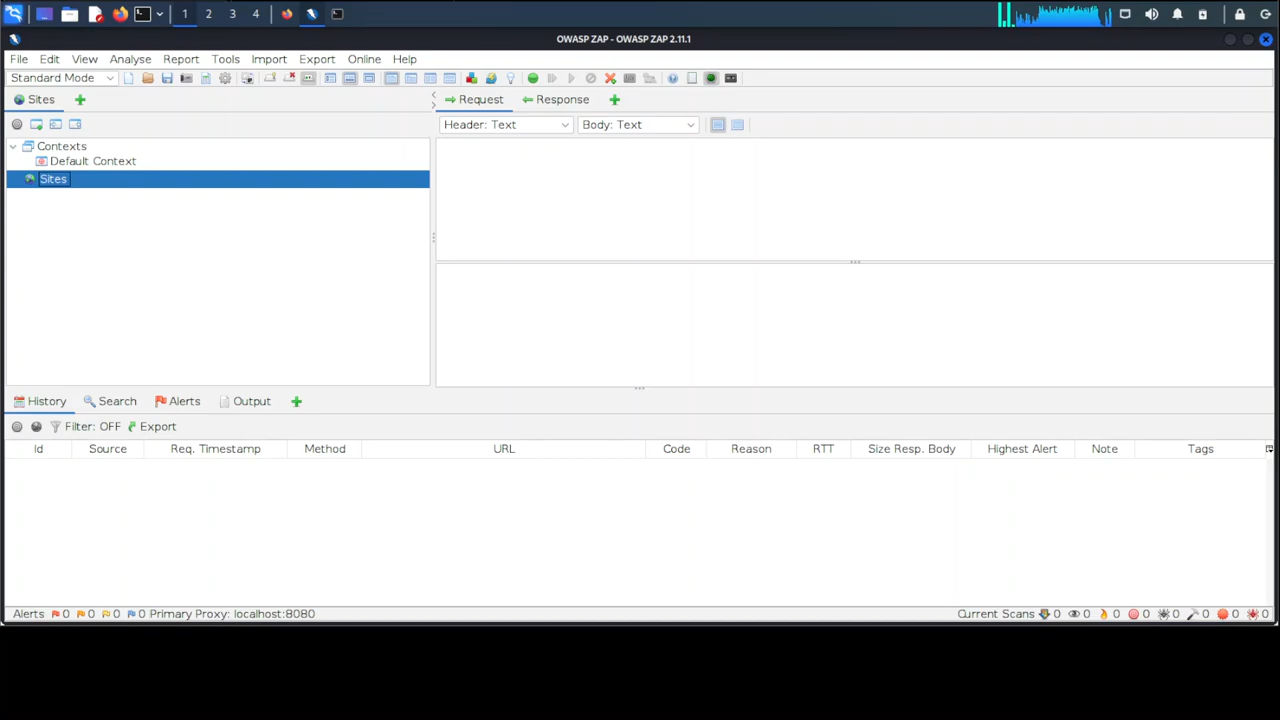 1 2 3 4
OWASP ZAP - OWASP ZAP 2.11.1
File Edit View Analyse Report Tools Import Export Online Help
Standard Mode
Sites
Request Response
Header: Text Body: Text
Contexts
Default Context
Sites
History Search Alerts Output
Filter: OFF Export
Id Source Req. Timestamp Method URL Code Reason RTT Size Resp. Body Highest Alert Note Tags
Alerts 0 0 0 0 Primary Proxy: localhost:8080 Current Scans 0 0 0 0 0 0 0 0